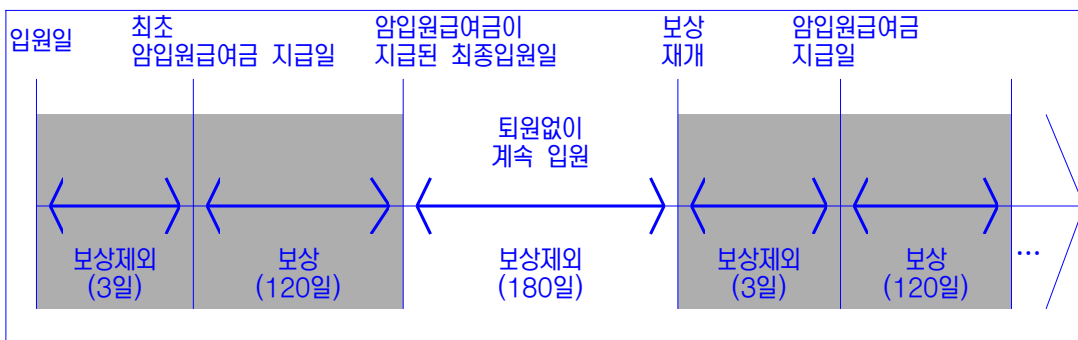 입원일
최초
암입원급여금 지급일
암입원급여금이
지급된 최종입원일
보상
재개
암입원급여금
지급일
퇴원없이
계속 입원
보상제외
(3일)
보상
(120일)
보상제외
(180일)
보상제외
(3일)
보상
(120일)
…